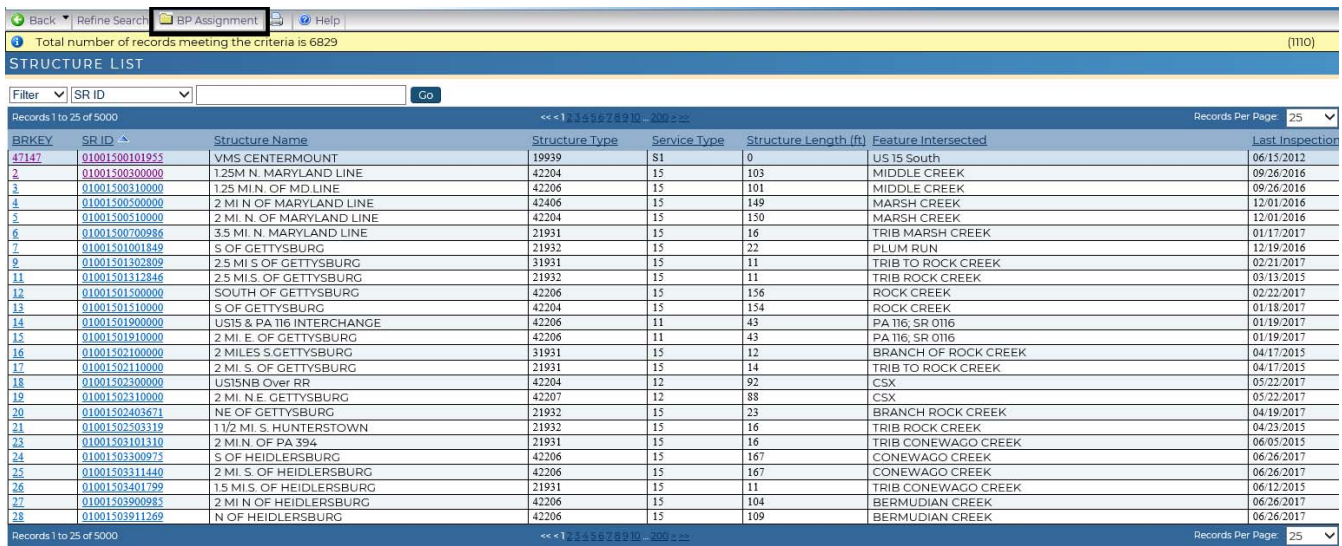 Back Refine Search BP Assignment Help
Total number of records meeting the criteria is 6829 (1110)
STRUCTURE LIST
Filter SR ID Go
Records 1 to 25 of 5000 << < 1 2 3 4 5 6 7 8 9 10 ... 200 > >> Records Per Page: 25
BRKEY SR ID Structure Name Structure Type Service Type Structure Length (ft) Feature Intersected Last Inspection
47147 01001500101955 VMS CENTERMOUNT 19939 S1 0 US 15 South 06/15/2012
2 01001500300000 1.25M N. MARYLAND LINE 42204 15 103 MIDDLE CREEK 09/26/2016
3 01001500310000 1.25 MI.N. OF MD.LINE 42206 15 101 MIDDLE CREEK 09/26/2016
4 01001500500000 2 MI N OF MARYLAND LINE 42406 15 149 MARSH CREEK 12/01/2016
5 01001500510000 2 MI. N. OF MARYLAND LINE 42204 15 150 MARSH CREEK 12/01/2016
6 01001500700986 3.5 MI. N. MARYLAND LINE 21931 15 16 TRIB MARSH CREEK 01/17/2017
7 01001501001849 S OF GETTYSBURG 21932 15 22 PLUM RUN 12/19/2016
9 01001501302809 2.5 MI S OF GETTYSBURG 31931 15 11 TRIB TO ROCK CREEK 02/21/2017
11 01001501312846 2.5 MI.S. OF GETTYSBURG 21932 15 11 TRIB ROCK CREEK 03/13/2015
12 01001501500000 SOUTH OF GETTYSBURG 42206 15 156 ROCK CREEK 02/22/2017
13 01001501510000 S OF GETTYSBURG 42204 15 154 ROCK CREEK 01/18/2017
14 01001501900000 US15 & PA 116 INTERCHANGE 42206 11 43 PA 116; SR 0116 01/19/2017
15 01001501910000 2 MI. E. OF GETTYSBURG 42206 11 43 PA 116; SR 0116 01/19/2017
16 01001502100000 2 MILES S.GETTYSBURG 31931 15 12 BRANCH OF ROCK CREEK 04/17/2015
17 01001502110000 2 MI. S. OF GETTYSBURG 21931 15 14 TRIB TO ROCK CREEK 04/17/2015
18 01001502300000 US15NB Over RR 42204 12 92 CSX 05/22/2017
19 01001502310000 2 MI. N.E. GETTYSBURG 42207 12 88 CSX 05/22/2017
20 01001502403671 NE OF GETTYSBURG 21932 15 23 BRANCH ROCK CREEK 04/19/2017
21 01001502503319 1 1/2 MI. S. HUNTERSTOWN 21932 15 16 TRIB ROCK CREEK 04/23/2015
23 01001503101310 2 MI.N. OF PA 394 21931 15 16 TRIB CONEWAGO CREEK 06/05/2015
24 01001503300975 S OF HEIDLERSBURG 42206 15 167 CONEWAGO CREEK 06/26/2017
25 01001503311440 2 MI. S. OF HEIDLERSBURG 42206 15 167 CONEWAGO CREEK 06/26/2017
26 01001503401799 1.5 MI.S. OF HEIDLERSBURG 21931 15 11 TRIB CONEWAGO CREEK 06/12/2015
27 01001503900985 2 MI N OF HEIDLERSBURG 42206 15 104 BERMUDIAN CREEK 06/26/2017
28 01001503911269 N OF HEIDLERSBURG 42206 15 109 BERMUDIAN CREEK 06/26/2017
Records 1 to 25 of 5000 << < 1 2 3 4 5 6 7 8 9 10 ... 200 > >> Records Per Page: 25